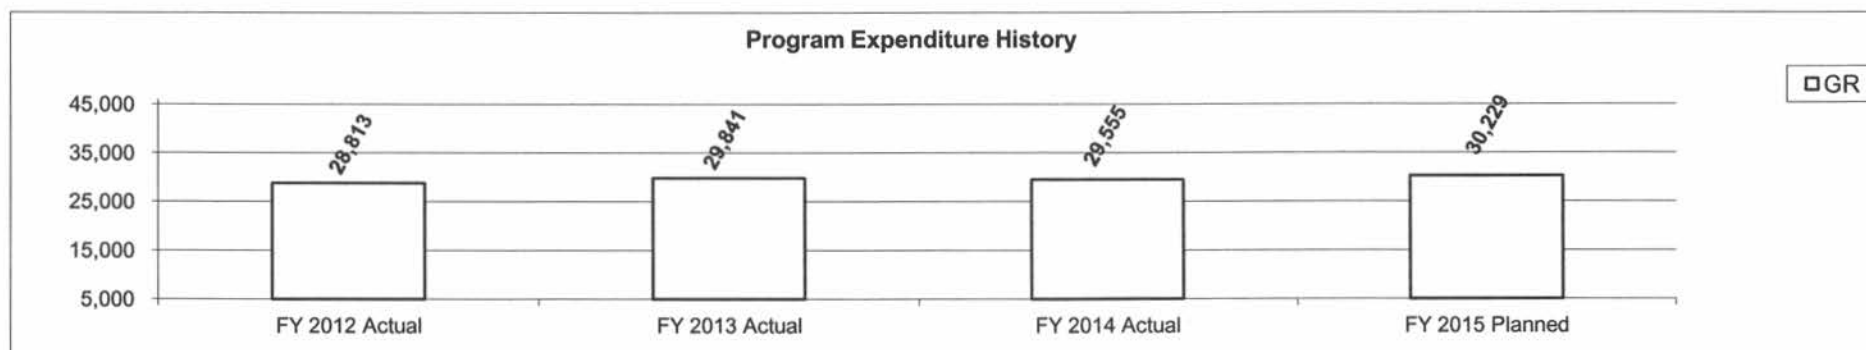 Program Expenditure History
GR
45,000
35,000
25,000
15,000
5,000
28,813
29,841
29,555
30,229
FY 2012 Actual
FY 2013 Actual
FY 2014 Actual
FY 2015 Planned